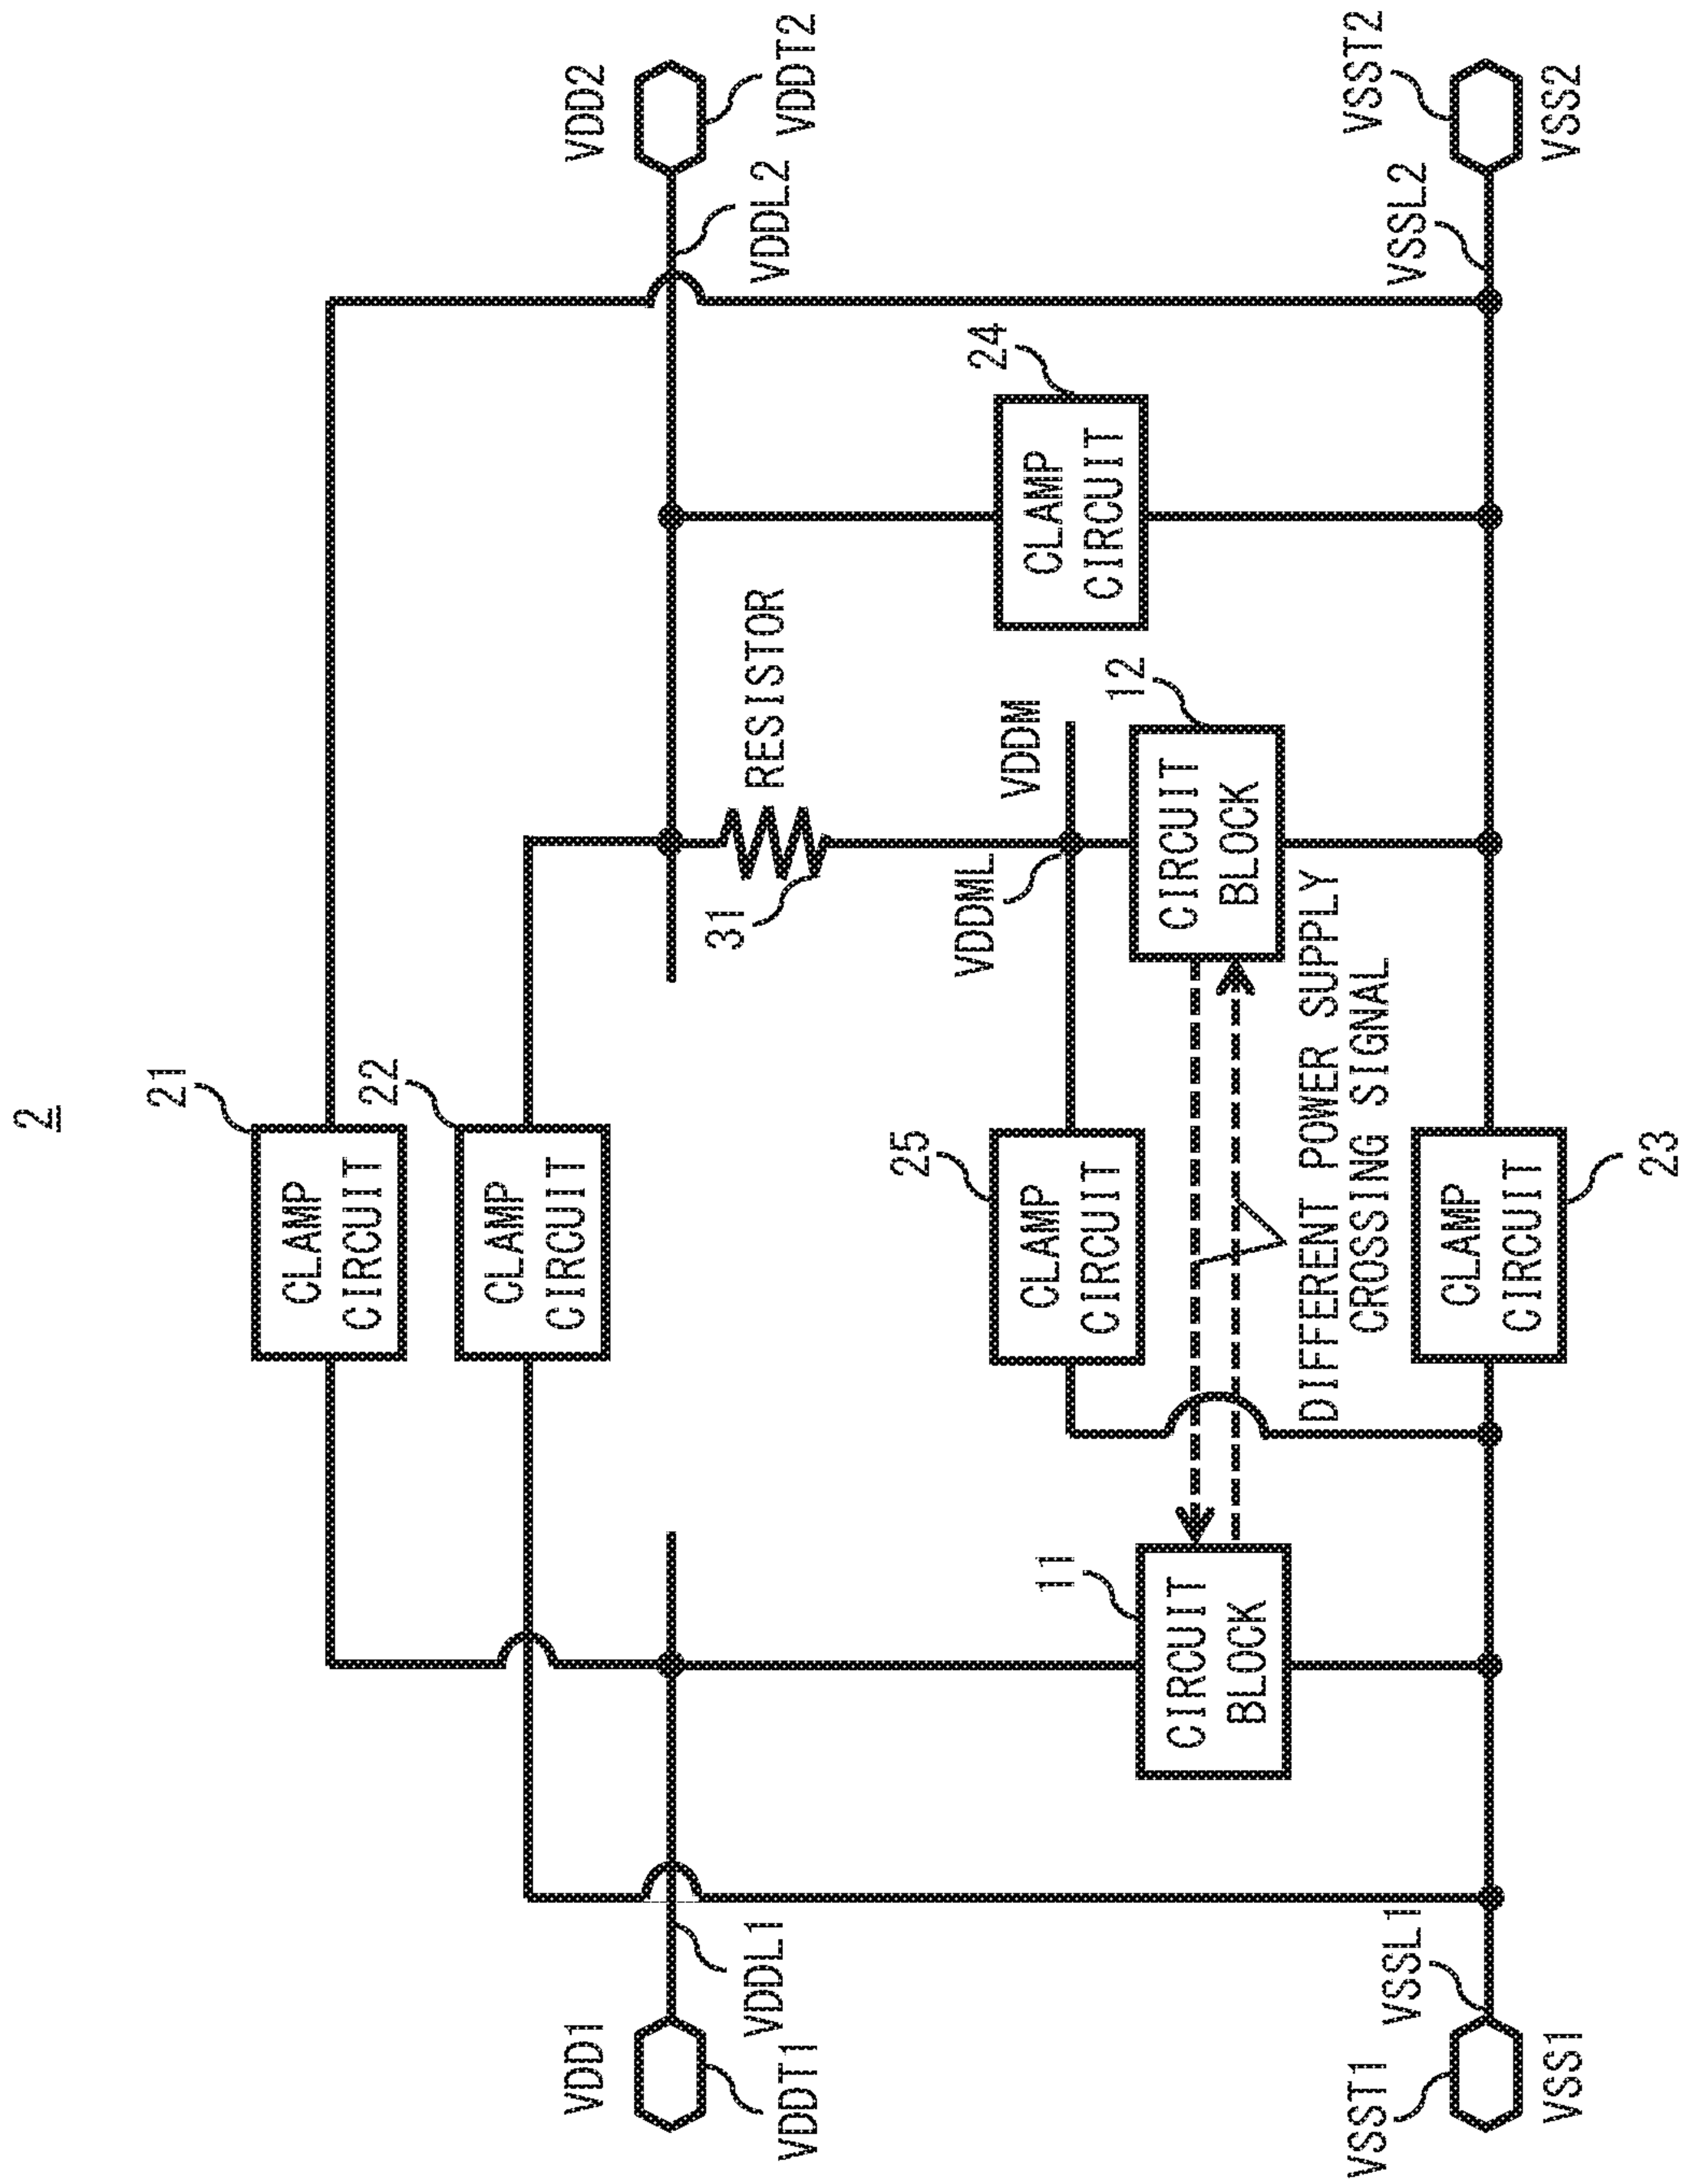 2
21
CLAMP
CIRCUIT
22
CLAMP
CIRCUIT
VDD1
VDDT1
VDDL1
VDD2
VDDT2
VDDL2
RESISTOR
31
25
CLAMP
CIRCUIT
VDDML
VDDM
24
CLAMP
CIRCUIT
11
CIRCUIT
BLOCK
12
CIRCUIT
BLOCK
DIFFERENT POWER SUPPLY
CROSSING SIGNAL
VSST1
VSSL1
VSS1
CLAMP
CIRCUIT
23
VSSL2
VSST2
VSS2